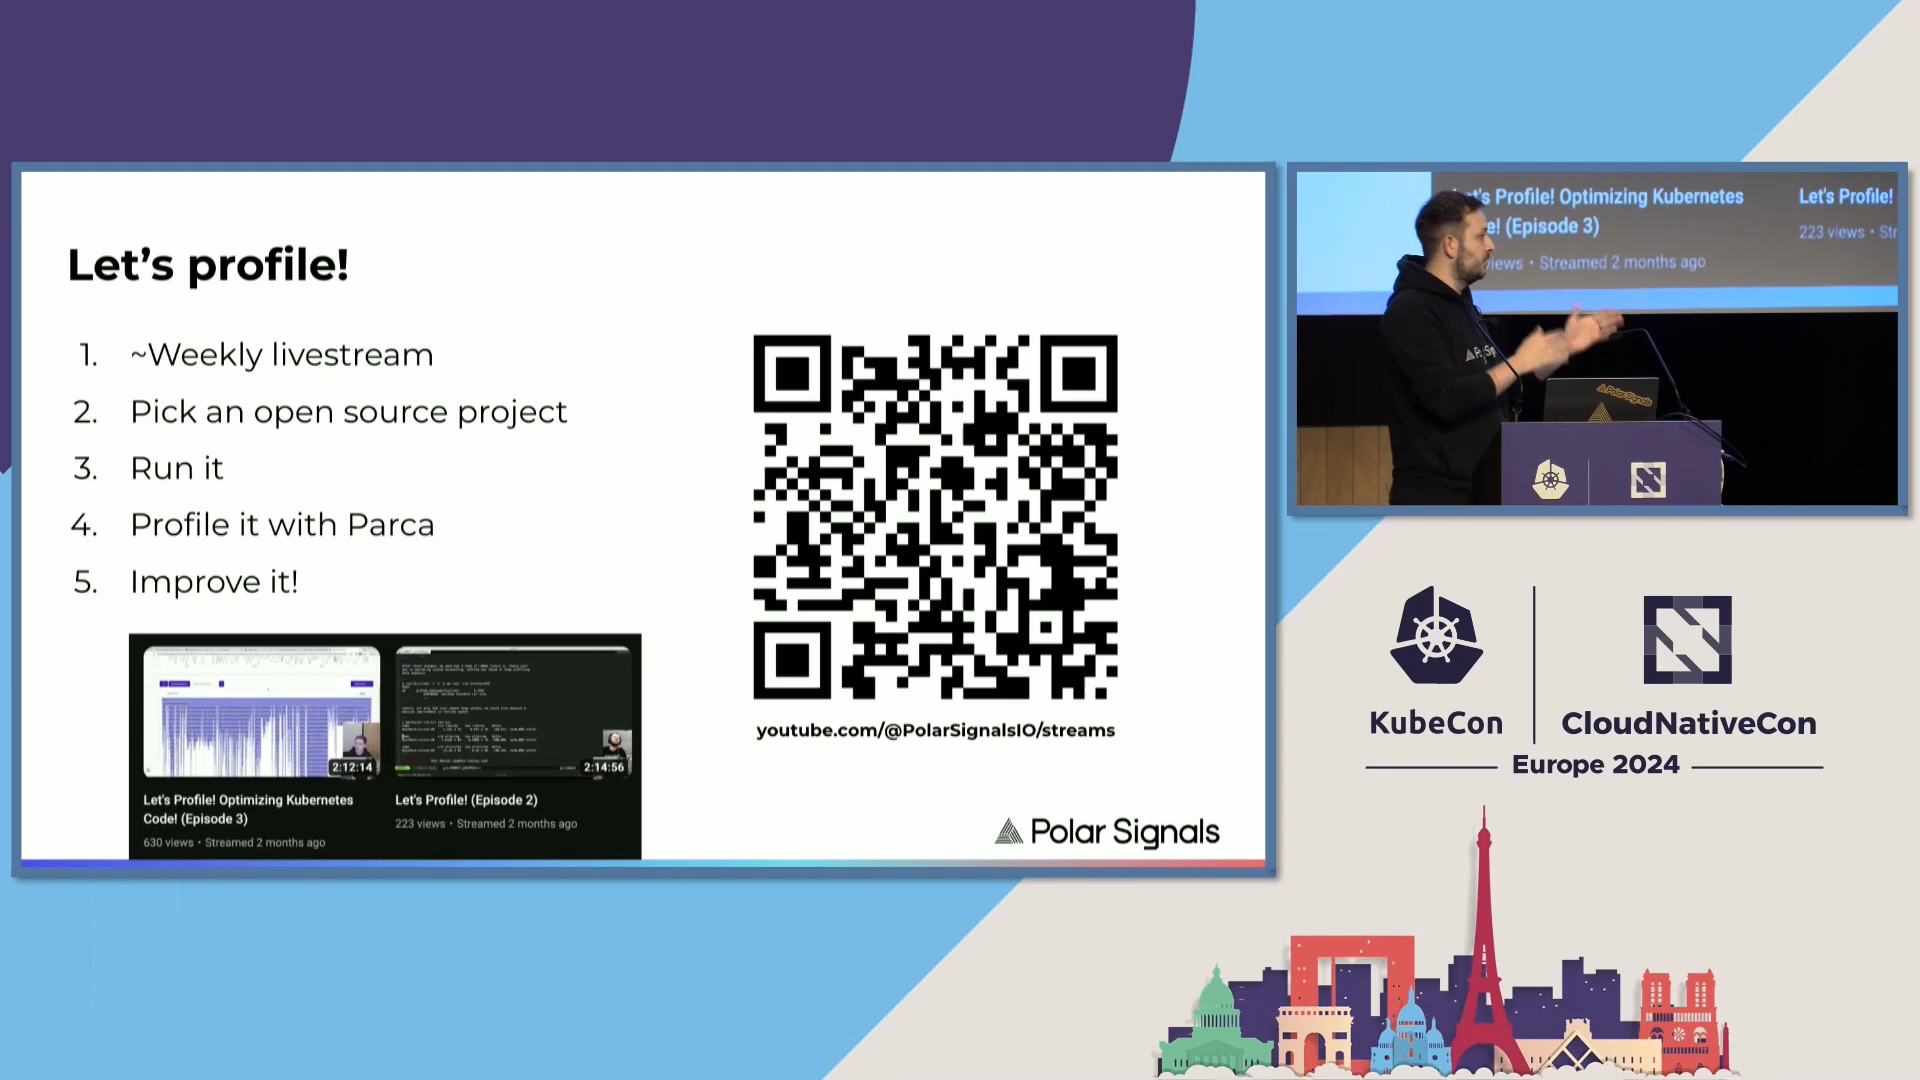 Let's profile!
1. ~Weekly livestream
2. Pick an open source project
3. Run it
4. Profile it with Parca
5. Improve it!
2:12:14
2:14:56
Let's Profile! Optimizing Kubernetes
Code! (Episode 3)
630 views • Streamed 2 months ago
Let's Profile! (Episode 2)
223 views • Streamed 2 months ago
youtube.com/@PolarSignalsIO/streams
Polar Signals
Profile! Optimizing Kubernetes
(Episode 3)
Streamed 2 months ago
Let's Profile!
223 views •
Polar Signals
KubeCon
CloudNativeCon
Europe 2024